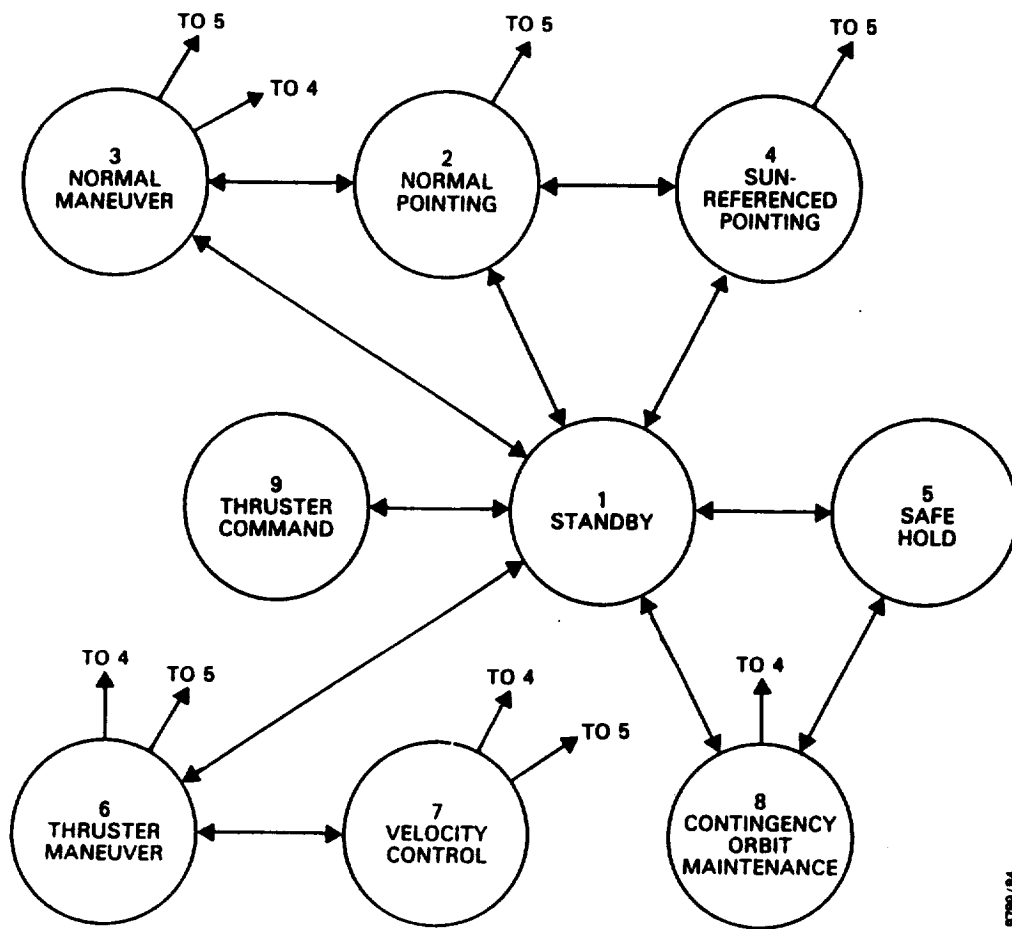 TO 5
TO 4
3
NORMAL
MANEUVER
TO 5
2
NORMAL
POINTING
TO 5
4
SUN-
REFERENCED
POINTING
9
THRUSTER
COMMAND
1
STANDBY
5
SAFE
HOLD
TO 4
TO 5
6
THRUSTER
MANEUVER
TO 4
TO 5
7
VELOCITY
CONTROL
TO 4
8
CONTINGENCY
ORBIT
MAINTENANCE